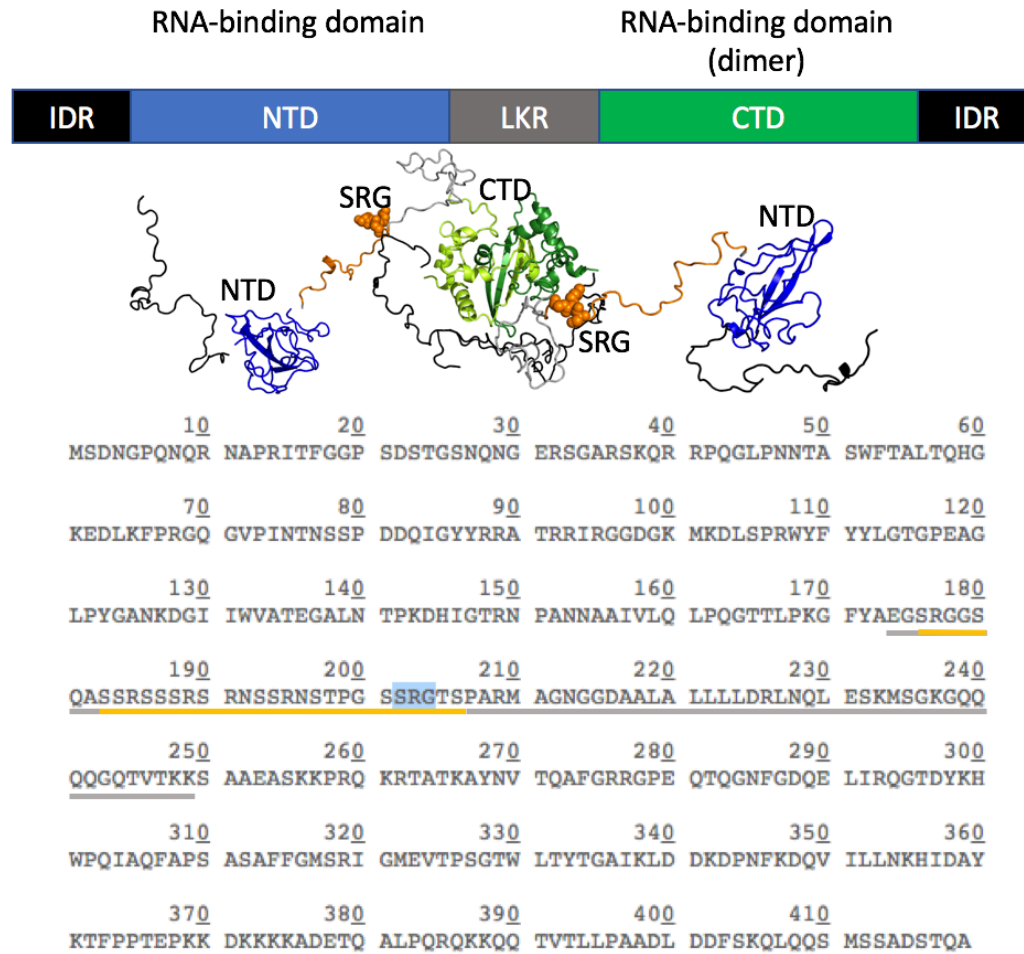 RNA-binding domain
RNA-binding domain
(dimer)
IDR NTD LKR CTD IDR
SRG CTD NTD
NTD
SRG
10 20 30 40 50 60
MSDNGPQNQR NAPRITFGGP SDSTGSNQNG ERSGARSKQR RPQGLPNNTA SWFTALTQHG
70 80 90 100 110 120
KEDLKFPRGQ GVPINTNSSP DDQIGYYRRA TRRIRGGDGK MKDLSPRWYF YYLGTGPEAG
130 140 150 160 170 180
LPYGANKDGI IWVATEGALN TPKDHIGTRN PANNAAIVLQ LPQGTTLPKG FYAEGSRGGS
190 200 210 220 230 240
QASSRSSSRS RNSSRNSTPG SSRGTSPARM AGNGGDAALA LLLLDRLNQL ESKMSGKGQQ
250 260 270 280 290 300
QQGQTVTKKS AAEASKKPRQ KRTATKAYNV TQAFGRRGPE QTQGNFGDQE LIRQGTDYKH
310 320 330 340 350 360
WPQIAQFAPS ASAFFGMSRI GMEVTPSGTW LTYTGAIKLD DKDPNFKDQV ILLNKHIDAY
370 380 390 400 410
KTFPPTEPKK DKKKKADETQ ALPQRQKKQQ TVTLLPAADL DDFSKQLQQS MSSADSTQA